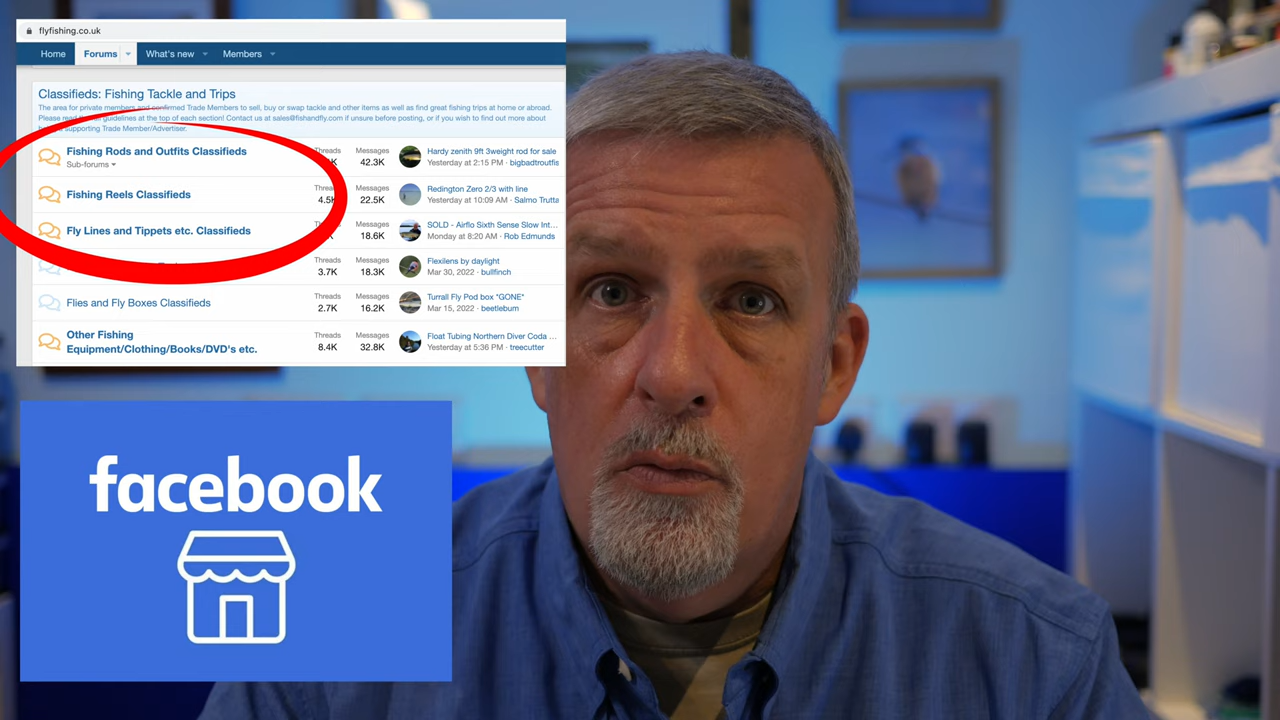 flyfishing.co.uk
Home Forums What's new Members
Classifieds: Fishing Tackle and Trips
The area for private members and confirmed Trade Members to sell, buy or swap tackle and other items as well as find great fishing trips at home or abroad.
Please read guidelines at the top of each section! Contact us at sales@fishandfly.com if unsure before posting, or if you wish to find out more about
supporting Trade Member/Advertiser.
Fishing Rods and Outfits Classifieds
Sub-forums
Threads Messages
42.3K
Hardy zenith 9ft 3weight rod for sale
Yesterday at 2:15 PM · bigbadtroutfis
Fishing Reels Classifieds
Messages
4.5K 22.5K
Redington Zero 2/3 with line
Yesterday at 10:09 AM · Salmo Trutta
Fly Lines and Tippets etc. Classifieds
Threads Messages
18.6K
SOLD - Airflo Sixth Sense Slow Int...
Monday at 8:20 AM · Rob Edmunds
Threads Messages
3.7K 18.3K
Flexilens by daylight
Mar 30, 2022 · bullfinch
Flies and Fly Boxes Classifieds
Threads Messages
2.7K 16.2K
Turrall Fly Pod box *GONE*
Mar 15, 2022 · beetlebum
Other Fishing
Equipment/Clothing/Books/DVD's etc.
Threads Messages
8.4K 32.8K
Float Tubing Northern Diver Coda ...
Yesterday at 5:36 PM · treecutter
facebook